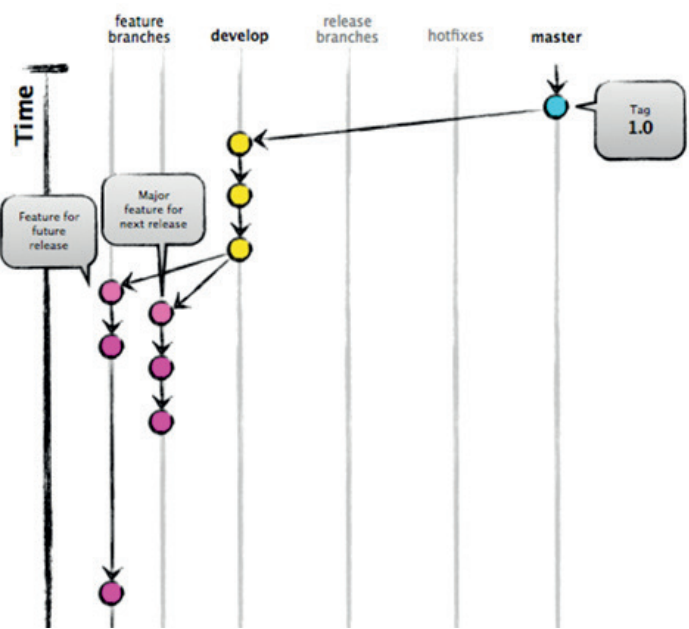 feature
branches
develop
release
branches
hotfixes
master
Time
Tag
1.0
Major
feature for
next release
Feature for
future
release